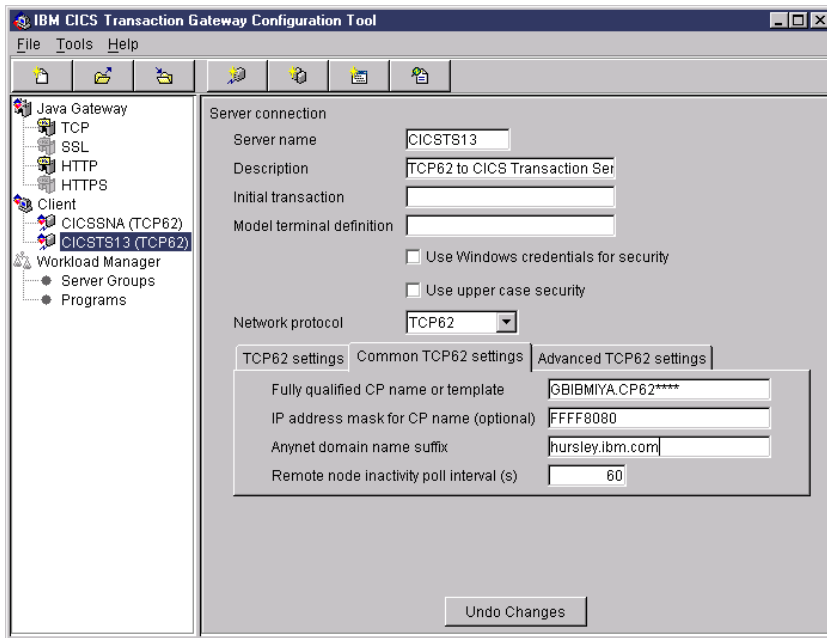 IBM CICS Transaction Gateway Configuration Tool
File Tools Help
Java Gateway
TCP
SSL
HTTP
HTTPS
Client
CICSSNA (TCP62)
CICSTS13 (TCP62)
Workload Manager
Server Groups
Programs
Server connection
Server name CICSTS13
Description TCP62 to CICS Transaction Ser
Initial transaction
Model terminal definition
Use Windows credentials for security
Use upper case security
Network protocol TCP62
TCP62 settings Common TCP62 settings Advanced TCP62 settings
Fully qualified CP name or template GBIBMIYA.CP62****
IP address mask for CP name (optional) FFFF8080
Anynet domain name suffix hursley.ibm.com
Remote node inactivity poll interval (s) 60
Undo Changes